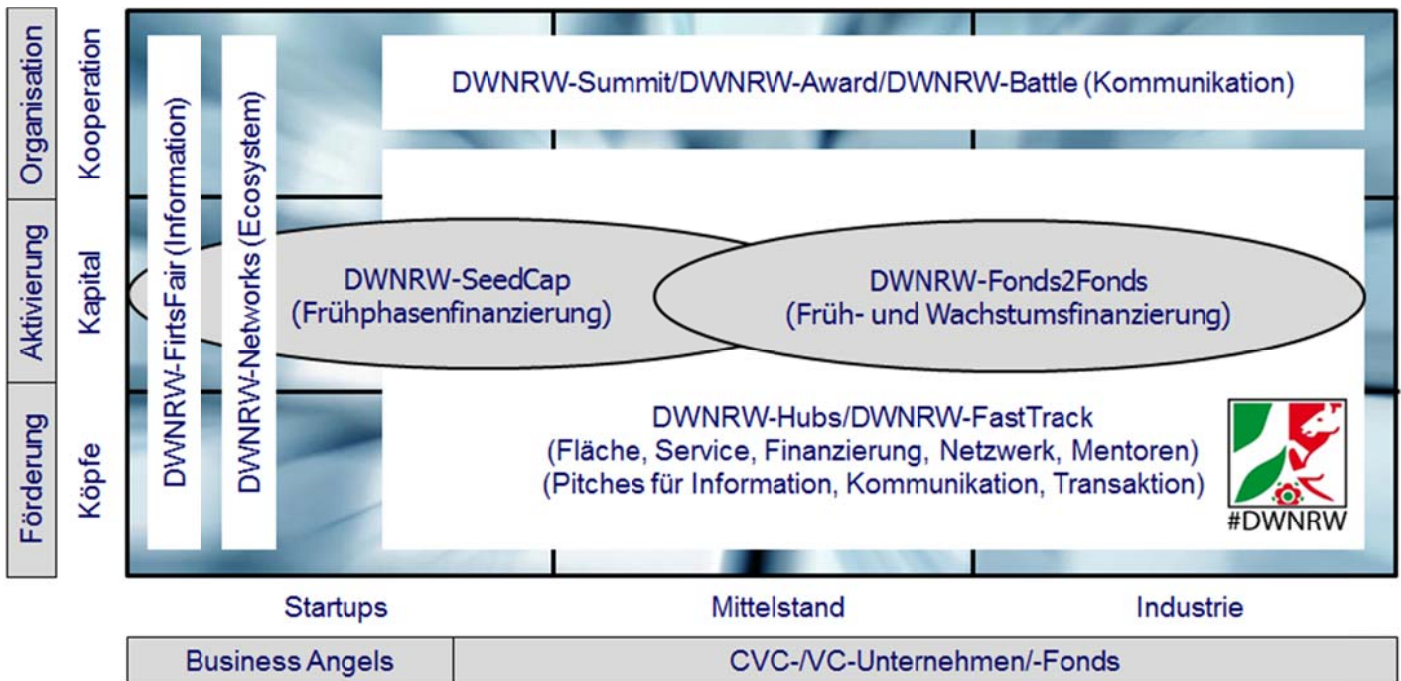 Organisation
Kooperation
Aktivierung
Kapital
Förderung
Köpfe
DWNRW-FirtsFair (Information)
DWNRW-Networks (Ecosystem)
DWNRW-Summit/DWNRW-Award/DWNRW-Battle (Kommunikation)
DWNRW-SeedCap
(Frühphasenfinanzierung)
DWNRW-Fonds2Fonds
(Früh- und Wachstumsfinanzierung)
DWNRW-Hubs/DWNRW-FastTrack
(Fläche, Service, Finanzierung, Netzwerk, Mentoren)
(Pitches für Information, Kommunikation, Transaktion)
#DWNRW
Startups
Mittelstand
Industrie
Business Angels
CVC-/VC-Unternehmen/-Fonds